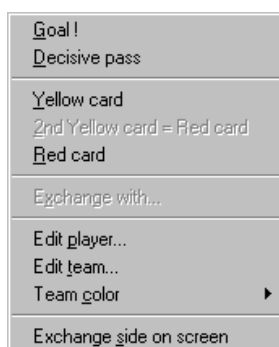 Goal !
Decisive pass
Yellow card
2nd Yellow card = Red card
Red card
Exchange with...
Edit player...
Edit team...
Team color
Exchange side on screen